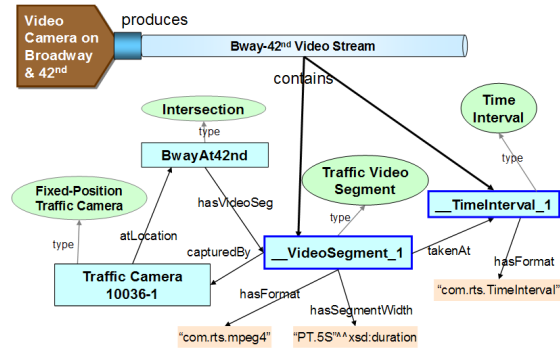 Video
Camera on
Broadway
& 42nd
produces
Bway-42nd Video Stream
contains
Time
Interval
Intersection
type
type
BwayAt42nd
Traffic Video
Segment
Fixed-Position
Traffic Camera
hasVideoSeg
type
__TimeInterval_1
type
atLocation
capturedBy
__VideoSegment_1
takenAt
hasFormat
Traffic Camera
10036-1
hasFormat
hasSegmentWidth
"com.rts.TimeInterval"
"com.rts.mpeg4"
"PT.5S"^^xsd:duration